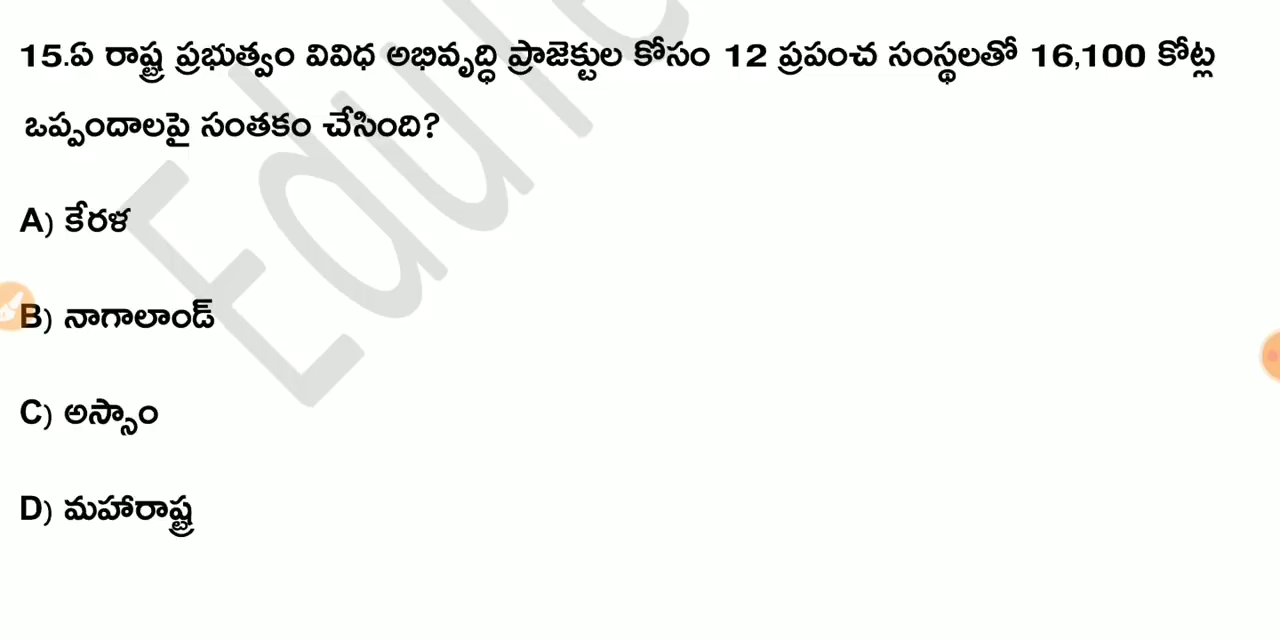 15.ఏ రాష్ట్ర ప్రభుత్వం వివిధ అభివృద్ధి ప్రాజెక్టుల కోసం 12 ప్రపంచ సంస్థలతో 16,100 కోట్ల
ఒప్పందాలపై సంతకం చేసింది?
A) కేరళ
B) నాగాలాండ్
C) అస్సాం
D) మహారాష్ట్ర